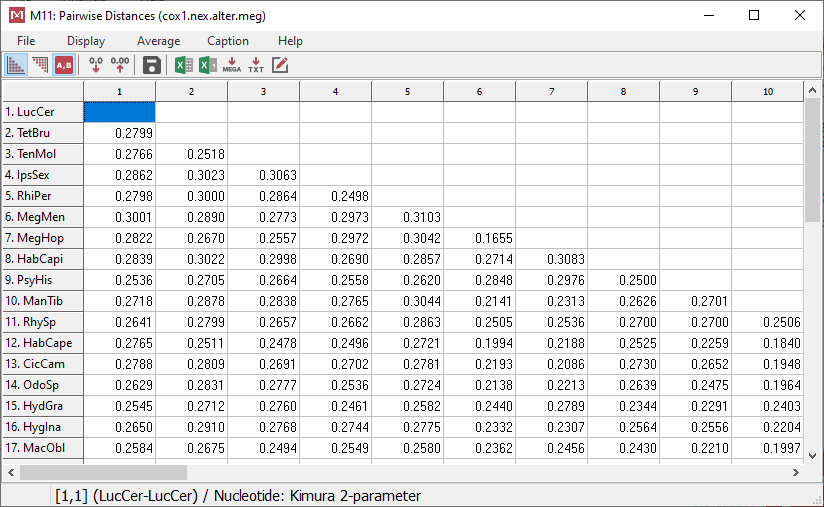 M11: Pairwise Distances (cox1.nex.alter.meg)
File Display Average Caption Help
A,B 0.0 0.00 X X MEGA TXT
1 2 3 4 5 6 7 8 9 10
1. LucCer
2. TetBru 0.2799
3. TenMol 0.2766 0.2518
4. IpsSex 0.2862 0.3023 0.3063
5. RhiPer 0.2798 0.3000 0.2864 0.2498
6. MegMen 0.3001 0.2890 0.2773 0.2973 0.3103
7. MegHop 0.2822 0.2670 0.2557 0.2972 0.3042 0.1655
8. HabCapi 0.2839 0.3022 0.2998 0.2690 0.2857 0.2714 0.3083
9. PsyHis 0.2536 0.2705 0.2664 0.2558 0.2620 0.2848 0.2976 0.2500
10. ManTib 0.2718 0.2878 0.2838 0.2765 0.3044 0.2141 0.2313 0.2626 0.2701
11. RhySp 0.2641 0.2799 0.2657 0.2662 0.2863 0.2505 0.2536 0.2700 0.2700 0.2506
12. HabCape 0.2765 0.2511 0.2478 0.2496 0.2721 0.1994 0.2188 0.2525 0.2259 0.1840
13. CicCam 0.2788 0.2809 0.2691 0.2702 0.2781 0.2193 0.2086 0.2730 0.2652 0.1948
14. OdoSp 0.2629 0.2831 0.2777 0.2536 0.2724 0.2138 0.2213 0.2639 0.2475 0.1964
15. HydGra 0.2545 0.2712 0.2760 0.2461 0.2582 0.2440 0.2789 0.2344 0.2291 0.2403
16. HygIna 0.2650 0.2910 0.2768 0.2744 0.2775 0.2332 0.2307 0.2564 0.2556 0.2204
17. MacObl 0.2584 0.2675 0.2494 0.2549 0.2580 0.2362 0.2456 0.2430 0.2210 0.1997
[1,1] (LucCer-LucCer) / Nucleotide: Kimura 2-parameter